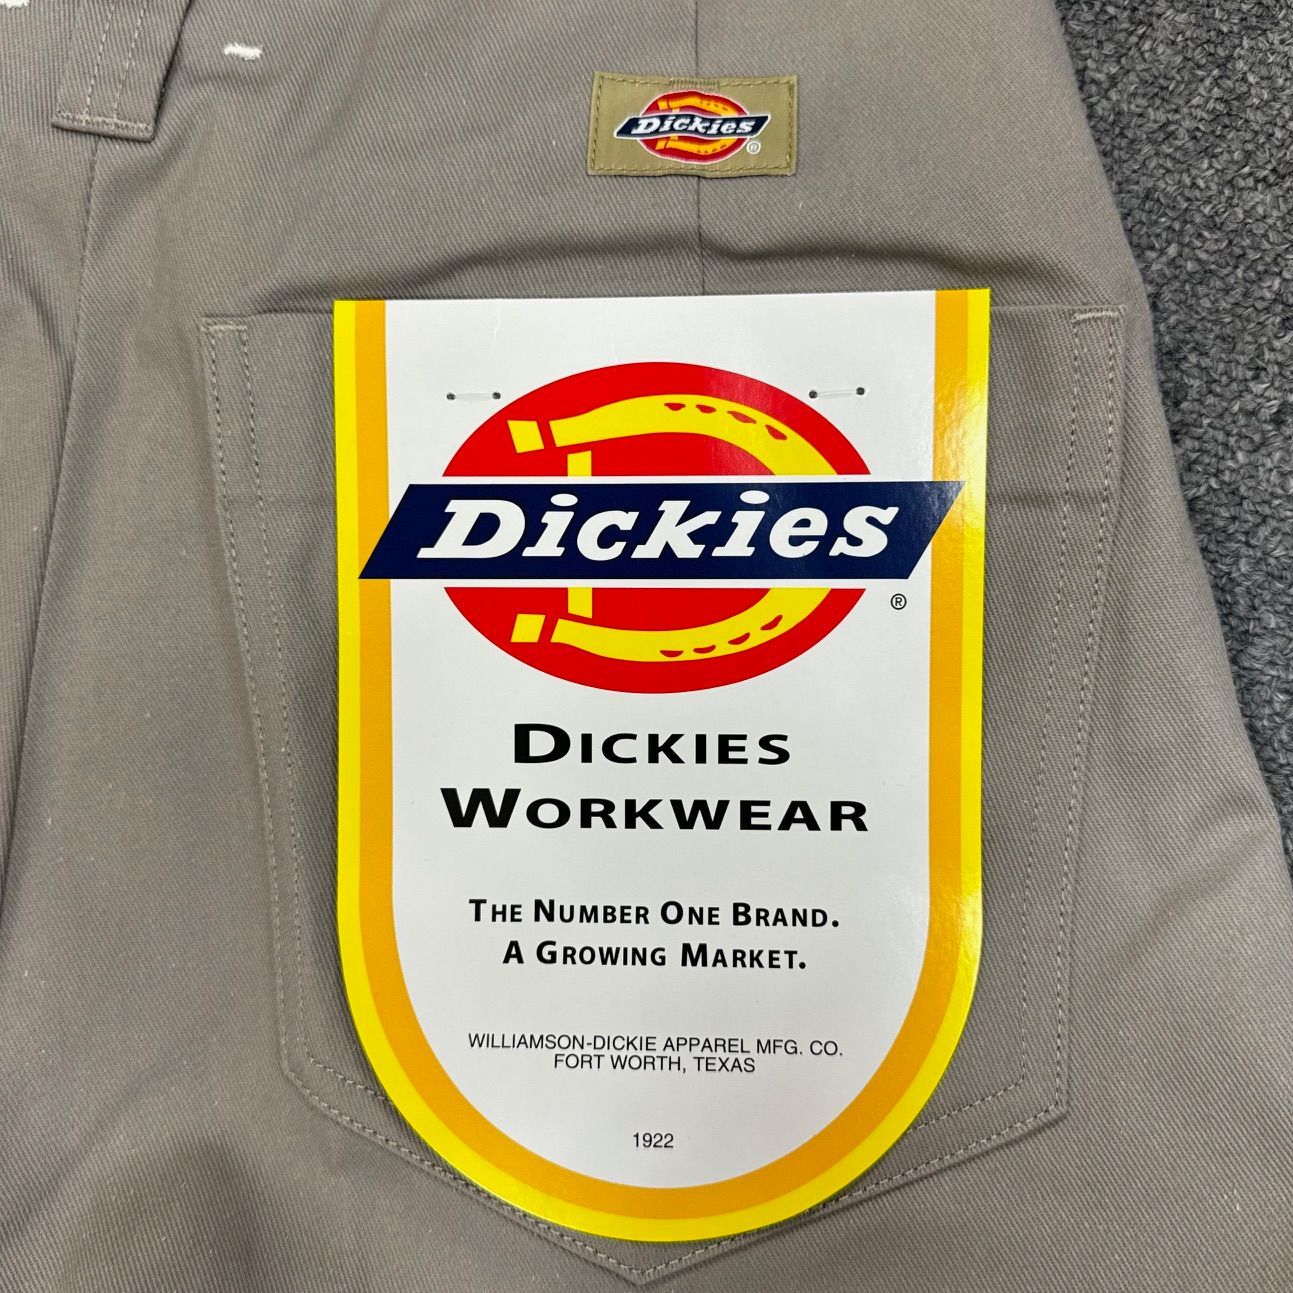 Dickies®
Dickies
®
DICKIES
WORKWEAR
THE NUMBER ONE BRAND.
A GROWING MARKET.
WILLIAMSON-DICKIE APPAREL MFG. CO.
FORT WORTH, TEXAS
1922